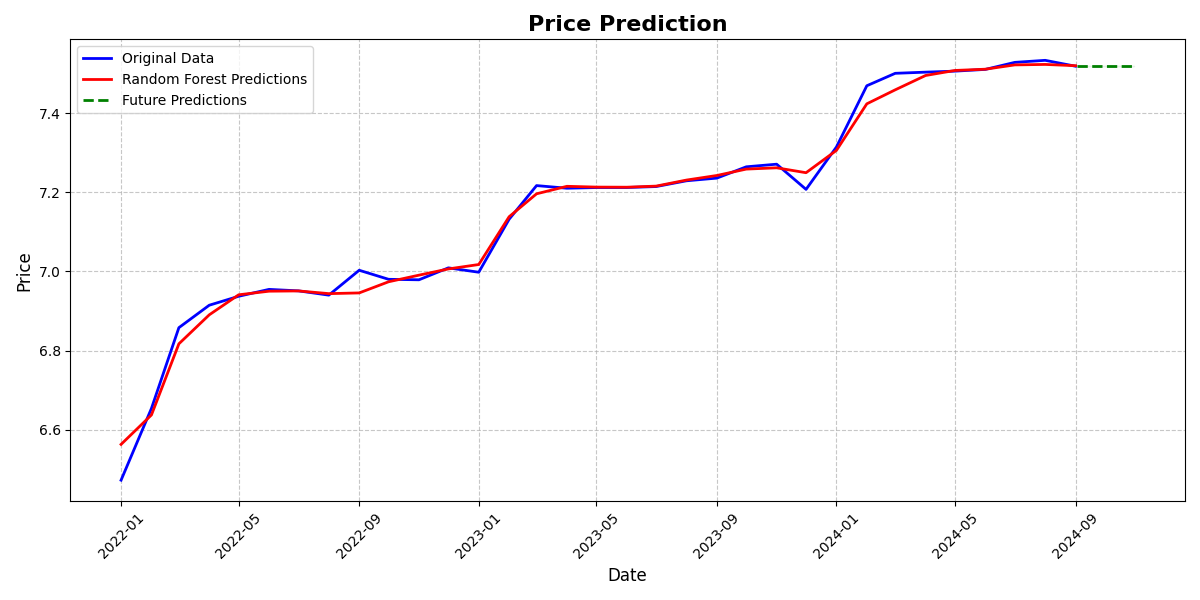 Price Prediction
Original Data
Random Forest Predictions
Future Predictions
Price
7.4
7.2
7.0
6.8
6.6
2022-01
2022-05
2022-09
2023-01
2023-05
2023-09
2024-01
2024-05
2024-09
Date